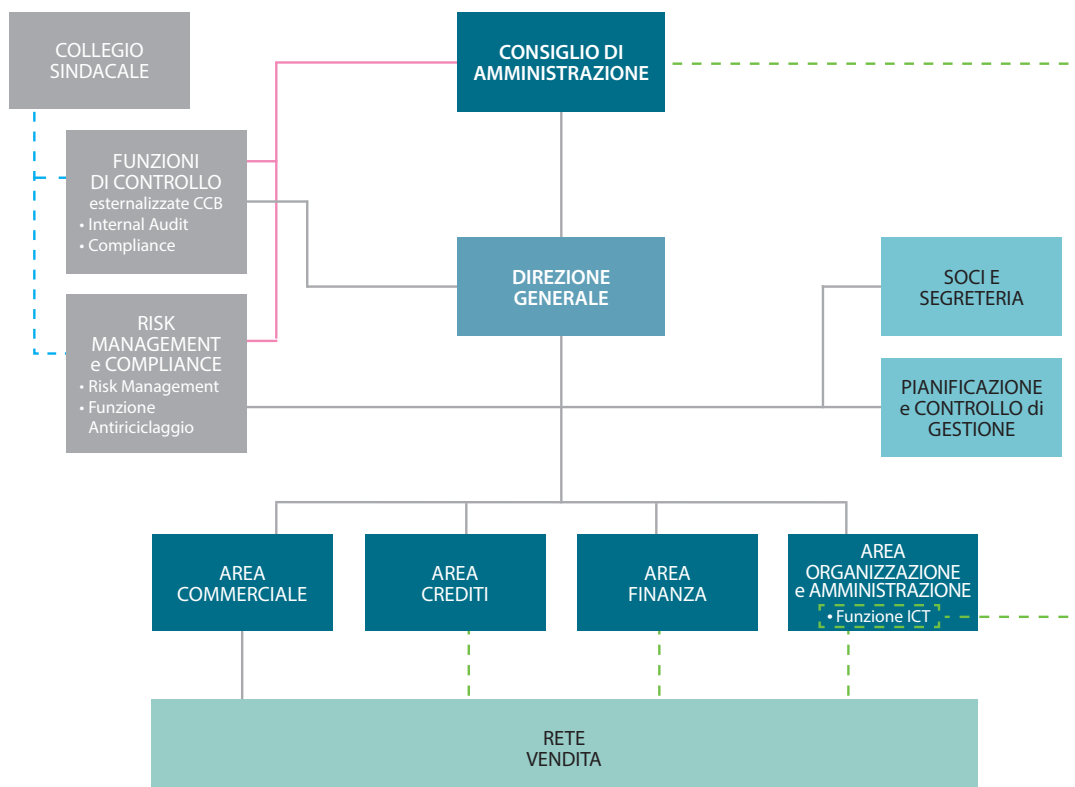 COLLEGIO
SINDACALE
CONSIGLIO DI
AMMINISTRAZIONE
FUNZIONI
DI CONTROLLO
esternalizzate CCB
• Internal Audit
• Compliance
DIREZIONE
GENERALE
SOCI E
SEGRETERIA
RISK
MANAGEMENT
e COMPLIANCE
• Risk Management
• Funzione
Antiriciclaggio
PIANIFICAZIONE
e CONTROLLO di
GESTIONE
AREA
COMMERCIALE
AREA
CREDITI
AREA
FINANZA
AREA
ORGANIZZAZIONE
e AMMINISTRAZIONE
• Funzione ICT
RETE
VENDITA